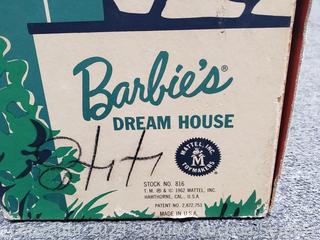 Barbie's®
DREAM HOUSE
MATTEL, INC.
TOYMAKERS
STOCK NO. 816
T.M. ® & © 1962 MATTEL, INC.
HAWTHORNE, CAL., U.S.A.
PATENT NO. 2,672,753
MADE IN U.S.A.